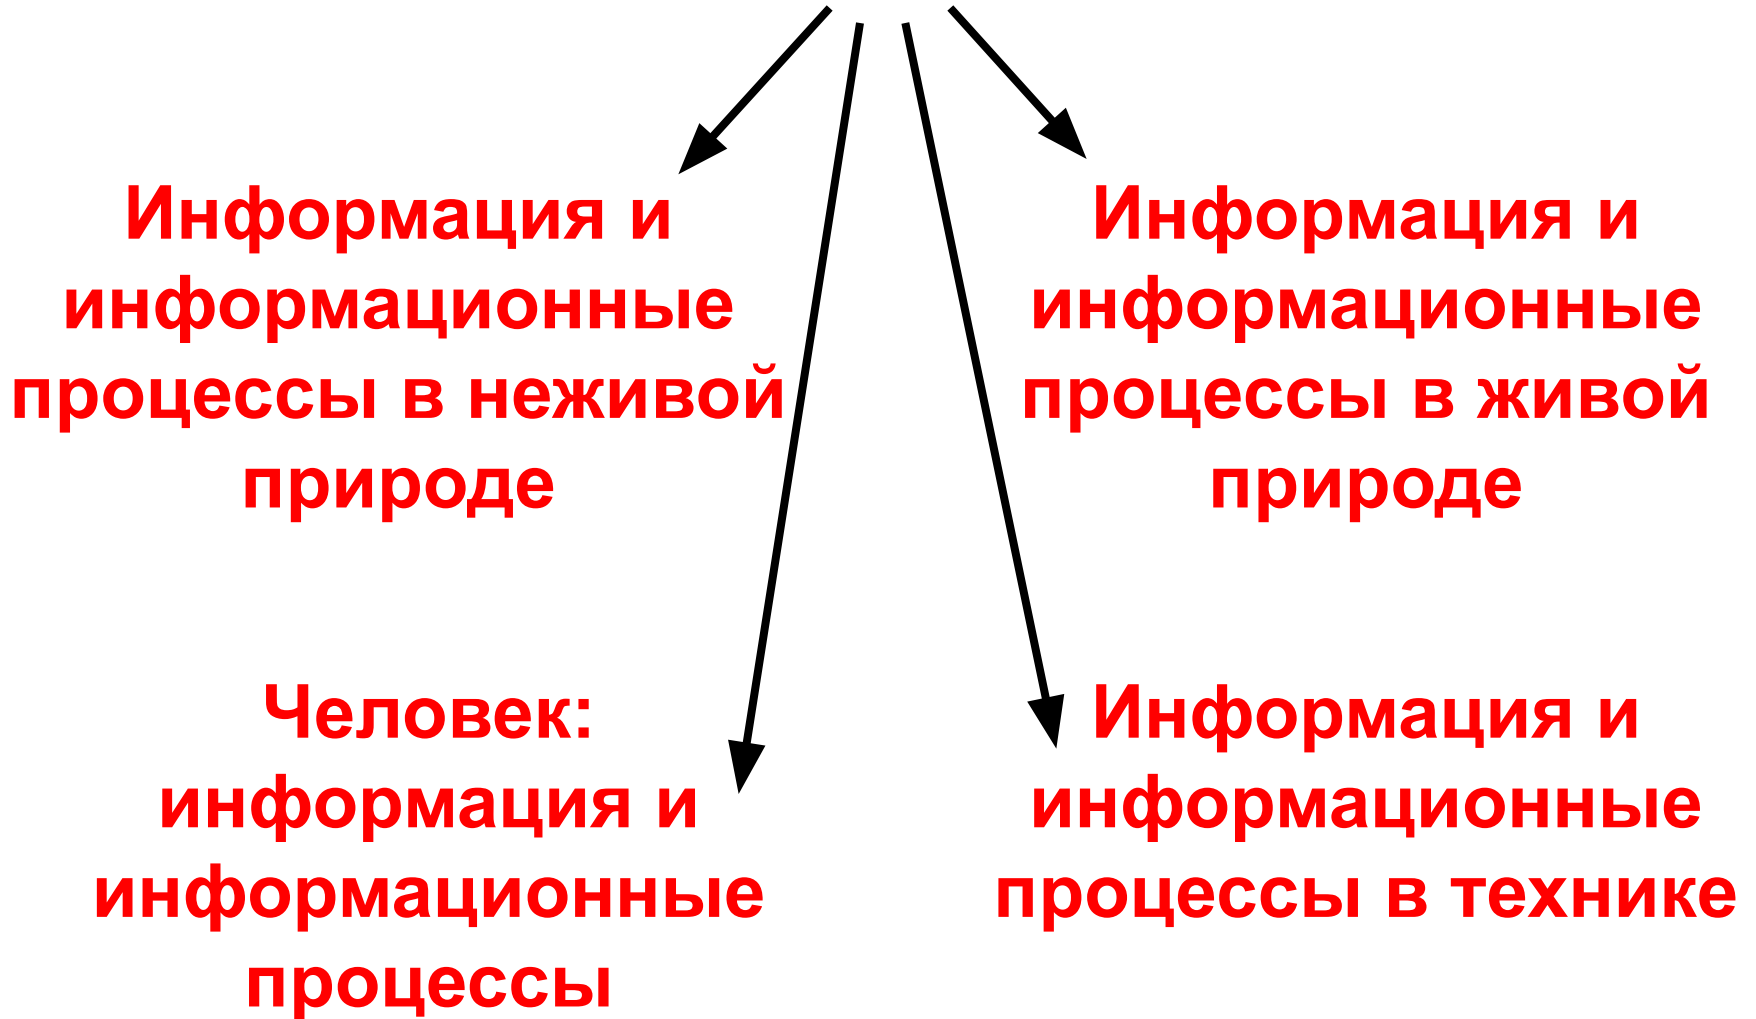 Информация и
информационные
процессы в неживой
природе
Информация и
информационные
процессы в живой
природе
Человек:
информация и
информационные
процессы
Информация и
информационные
процессы в технике